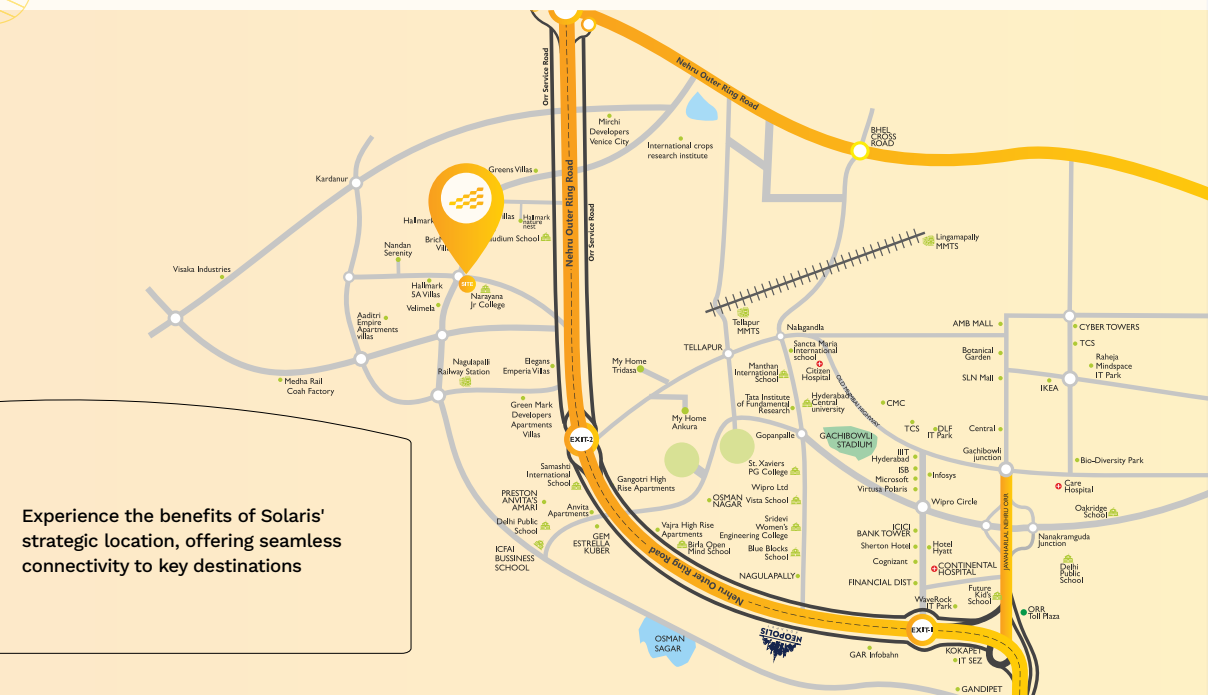 Nehru Outer Ring Road
Orr Service Road
BHEL
CROSS
ROAD
Mirchi
Developers
Venice City
International crops
research institute
Greens Villas
Kardanur
Hallmark
nature
nest
Nehru Outer Ring Road
Orr Service Road
Nandan
Serenity
Lingamapally
MMTS
Visaka Industries
SITE
Hallmark
SA Villas
Narayana
Jr College
Velimela
Aaditri
Empire
Apartments
villas
Tellapur
MMTS
Nalagandla
AMB MALL
CYBER TOWERS
TCS
TELLAPUR
Sancta Maria
International
school
Botanical
Garden
Raheja
Mindspace
IT Park
Nagulapalli
Railway Station
Elegans
Emperia Villas
My Home
Tridasa
Manthan
International
School
Citizen
Hospital
SLN Mall
IKEA
Medha Rail
Coah Factory
OLD MUMBAI HIGHWAY
Green Mark
Developers
Apartments
Villas
My Home
Ankura
Tata Institute
of Fundamental
Research
Hyderabad
Central
university
CMC
TCS
DLF
IT Park
Central
EXIT-2
Gopanpalle
GACHIBOWLI
STADIUM
Gachibowli
junction
IIIT
Hyderabad
ISB
Microsoft
Virtusa Polaris
Infosys
Bio-Diversity Park
Samashti
International
School
Gangotri High
Rise Apartments
St. Xaviers
PG College
Wipro Ltd
Vista School
Care
Hospital
PRESTON
ANVITA'S
AMARI
OSMAN
NAGAR
Wipro Circle
Oakridge
School
Anvita
Apartments
Delhi Public
School
GEM
ESTRELLA
KUBER
Vajra High Rise
Apartments
Birla Open
Mind School
Sridevi
Women's
Engineering College
Blue Blocks
School
ICICI
BANK TOWER
Sherton Hotel
Cognizant
Hotel
Hyatt
JAWAHARLAL NEHRU ORR
Nanakramguda
Junction
ICFAI
BUSSINESS
SCHOOL
NAGULAPALLY
CONTINENTAL
HOSPITAL
FINANCIAL DIST
Delhi
Public
School
Future
Kid's
School
WaveRock
IT Park
ORR
Toll Plaza
Nehru Outer Ring Road
EXIT-1
OSMAN
SAGAR
NEOPOLIS
GAR Infobahn
KOKAPET
IT SEZ
GANDIPET
Experience the benefits of Solaris'
strategic location, offering seamless
connectivity to key destinations